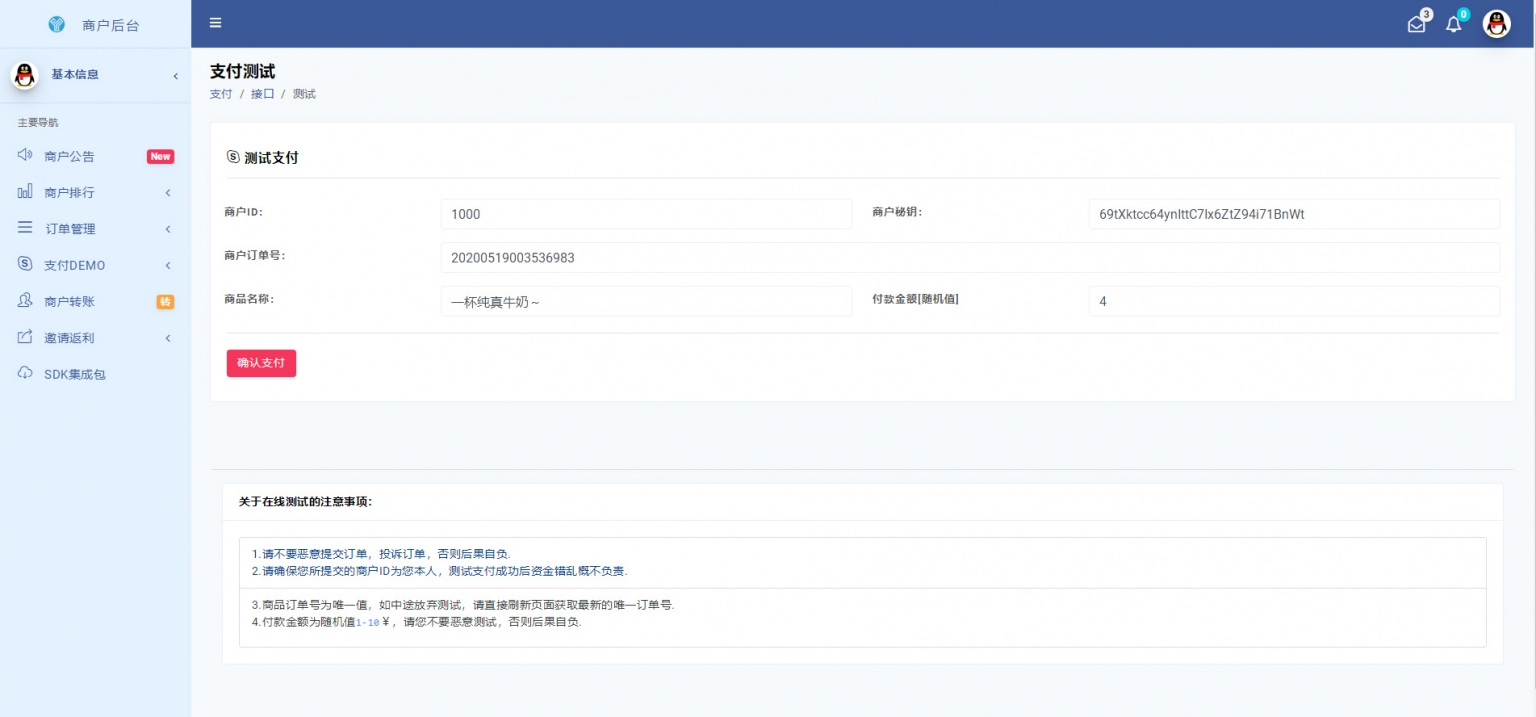 商户后台
3
0
基本信息
主要导航
商户公告 New
商户排行
订单管理
支付DEMO
商户转账 转
邀请返利
SDK集成包
支付测试
支付 / 接口 / 测试
测试支付
商户ID: 1000 商户秘钥: 69tXktcc64ynIttC7Ix6ZtZ94i71BnWt
商户订单号: 20200519003536983
商品名称: 一杯纯真牛奶 ~ 付款金额[随机值] 4
确认支付
关于在线测试的注意事项:
1.请不要恶意提交订单，投诉订单，否则后果自负.
2.请确保您所提交的商户ID为您本人，测试支付成功后资金错乱概不负责.
3.商品订单号为唯一值，如中途放弃测试，请直接刷新页面获取最新的唯一订单号.
4.付款金额为随机值1-10￥，请您不要恶意测试，否则后果自负.